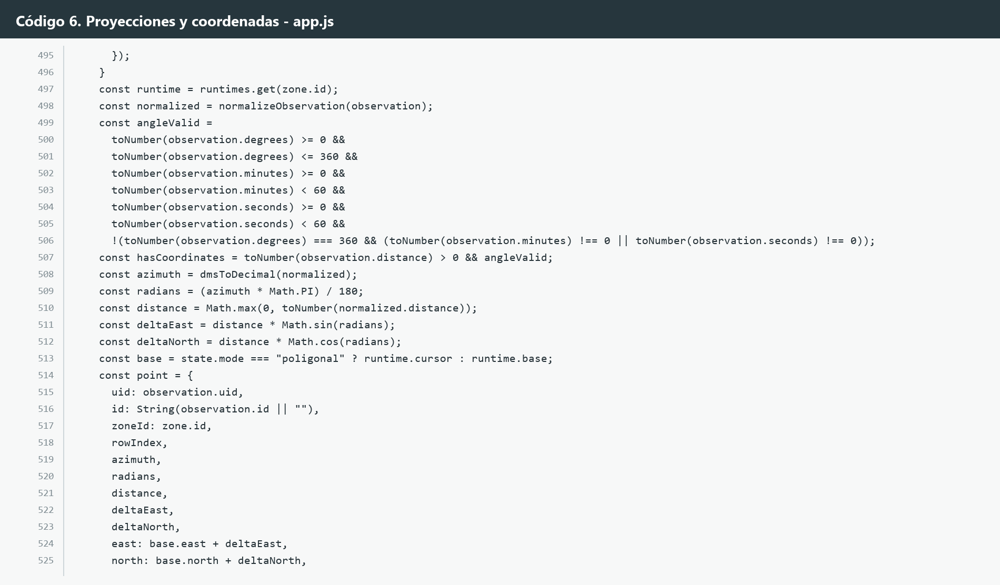 Código 6. Proyecciones y coordenadas - app.js
495       });
496     }
497     const runtime = runtimes.get(zone.id);
498     const normalized = normalizeObservation(observation);
499     const angleValid =
500       toNumber(observation.degrees) >= 0 &&
501       toNumber(observation.degrees) <= 360 &&
502       toNumber(observation.minutes) >= 0 &&
503       toNumber(observation.minutes) < 60 &&
504       toNumber(observation.seconds) >= 0 &&
505       toNumber(observation.seconds) < 60 &&
506       !(toNumber(observation.degrees) === 360 && (toNumber(observation.minutes) !== 0 || toNumber(observation.seconds) !== 0));
507     const hasCoordinates = toNumber(observation.distance) > 0 && angleValid;
508     const azimuth = dmsToDecimal(normalized);
509     const radians = (azimuth * Math.PI) / 180;
510     const distance = Math.max(0, toNumber(normalized.distance));
511     const deltaEast = distance * Math.sin(radians);
512     const deltaNorth = distance * Math.cos(radians);
513     const base = state.mode === "poligonal" ? runtime.cursor : runtime.base;
514     const point = {
515       uid: observation.uid,
516       id: String(observation.id || ""),
517       zoneId: zone.id,
518       rowIndex,
519       azimuth,
520       radians,
521       distance,
522       deltaEast,
523       deltaNorth,
524       east: base.east + deltaEast,
525       north: base.north + deltaNorth,